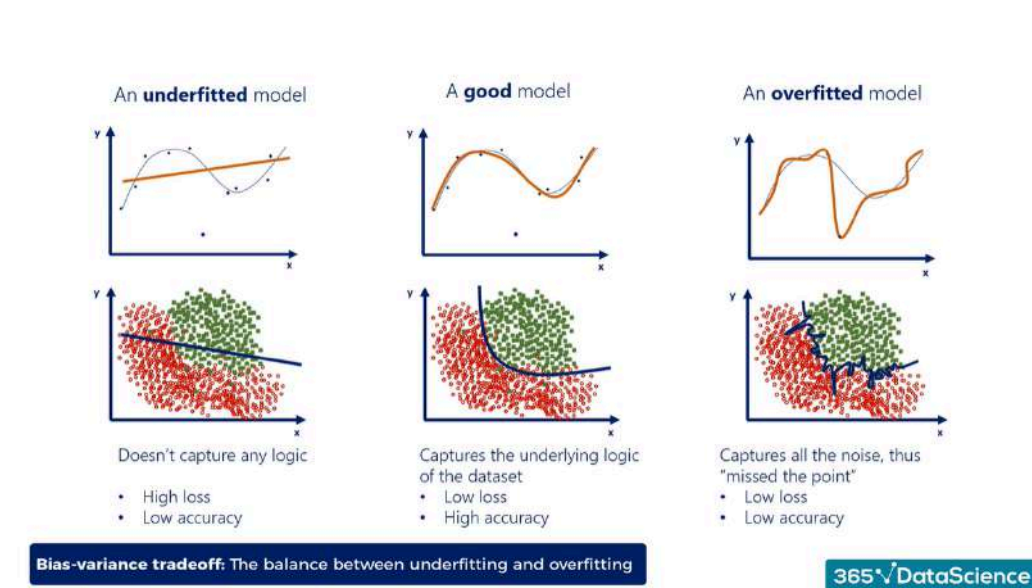 An underfitted model
A good model
An overfitted model
y
x
y
x
y
x
y
x
y
x
y
x
Doesn't capture any logic
• High loss
• Low accuracy
Captures the underlying logic
of the dataset
• Low loss
• High accuracy
Captures all the noise, thus
"missed the point"
• Low loss
• Low accuracy
Bias-variance tradeoff: The balance between underfitting and overfitting
365√DataScience